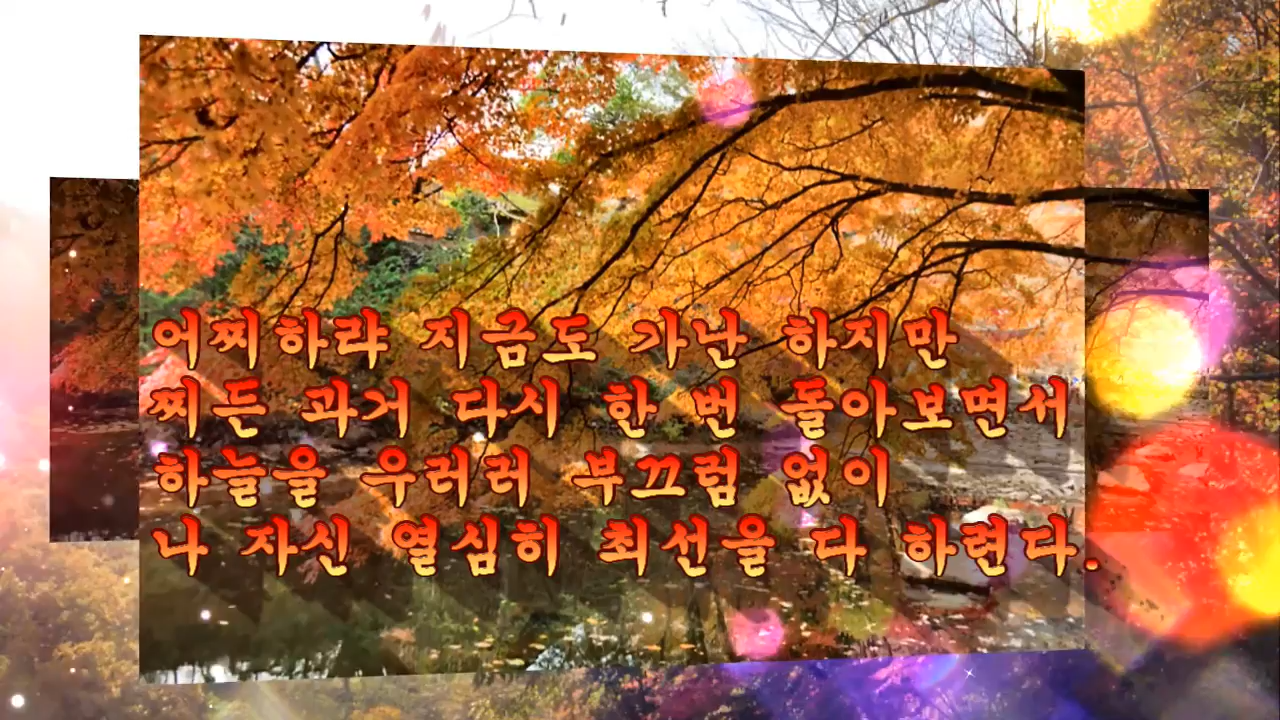 어찌하랴 지금도 가난 하지만
찌든 과거 다시 한 번 돌아보면서
하늘을 우러러 부끄럼 없이
나 자신 열심히 최선을 다 하련다.